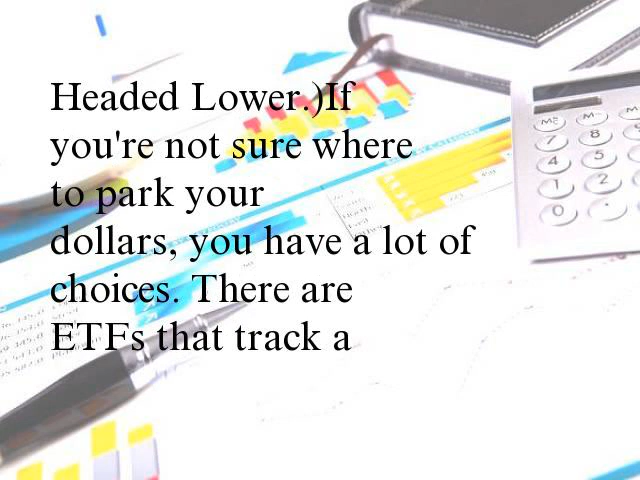 Headed Lower.)If
you're not sure where
to park your
dollars, you have a lot of
choices. There are
ETFs that track a